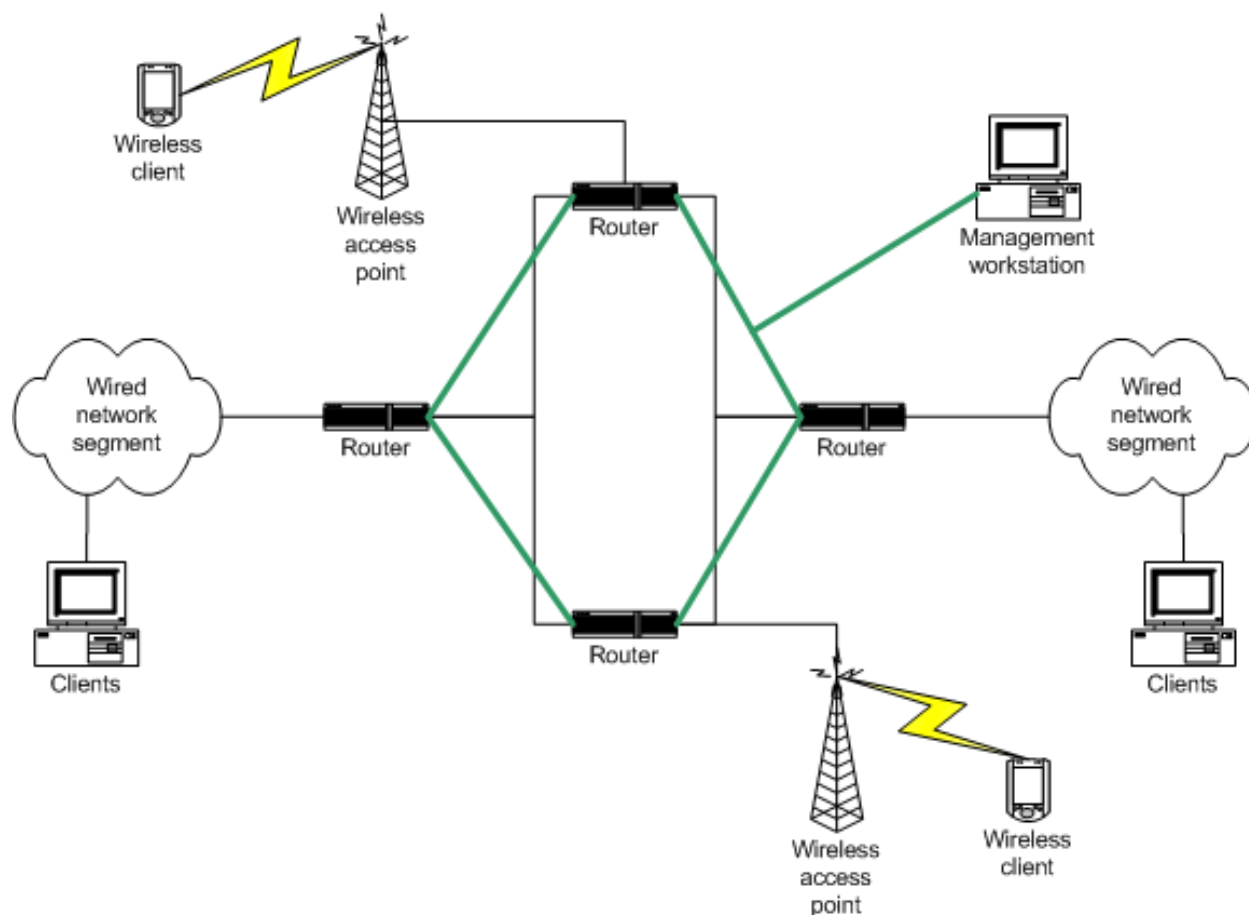 Wireless
client
Wireless
access
point
Router
Management
workstation
Wired
network
segment
Router
Router
Wired
network
segment
Clients
Router
Clients
Wireless
access
point
Wireless
client